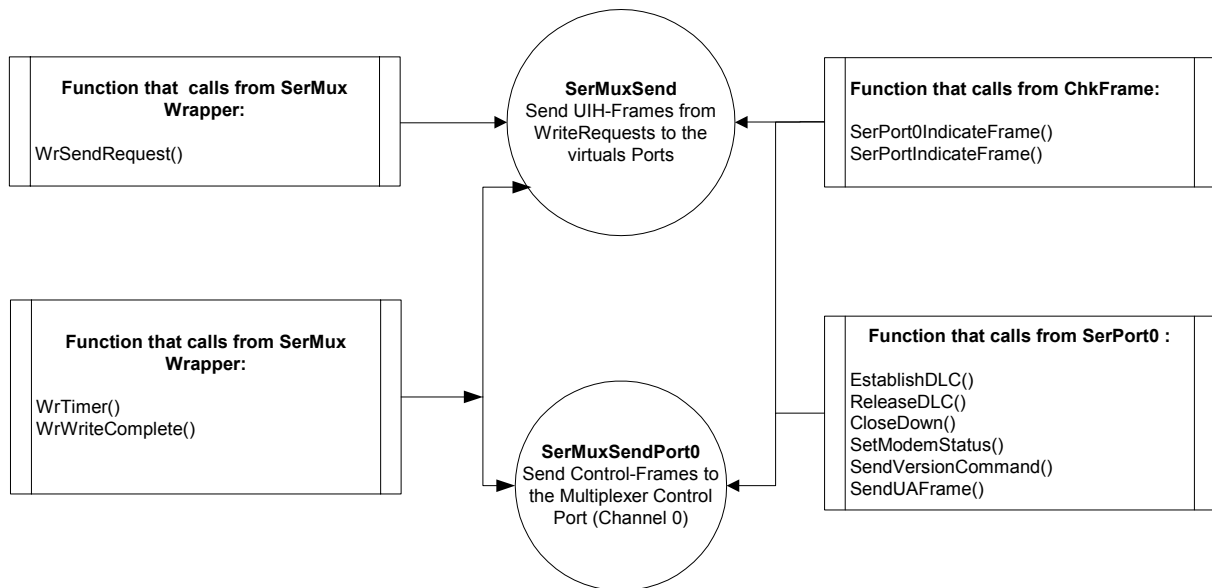 Function that calls from SerMux
Wrapper:
WrSendRequest()
SerMuxSend
Send UIH-Frames from
WriteRequests to the
virtuals Ports
Function that calls from ChkFrame:
SerPort0IndicateFrame()
SerPortIndicateFrame()
Function that calls from SerMux
Wrapper:
WrTimer()
WrWriteComplete()
SerMuxSendPort0
Send Control-Frames to
the Multiplexer Control
Port (Channel 0)
Function that calls from SerPort0 :
EstablishDLC()
ReleaseDLC()
CloseDown()
SetModemStatus()
SendVersionCommand()
SendUAFrame()